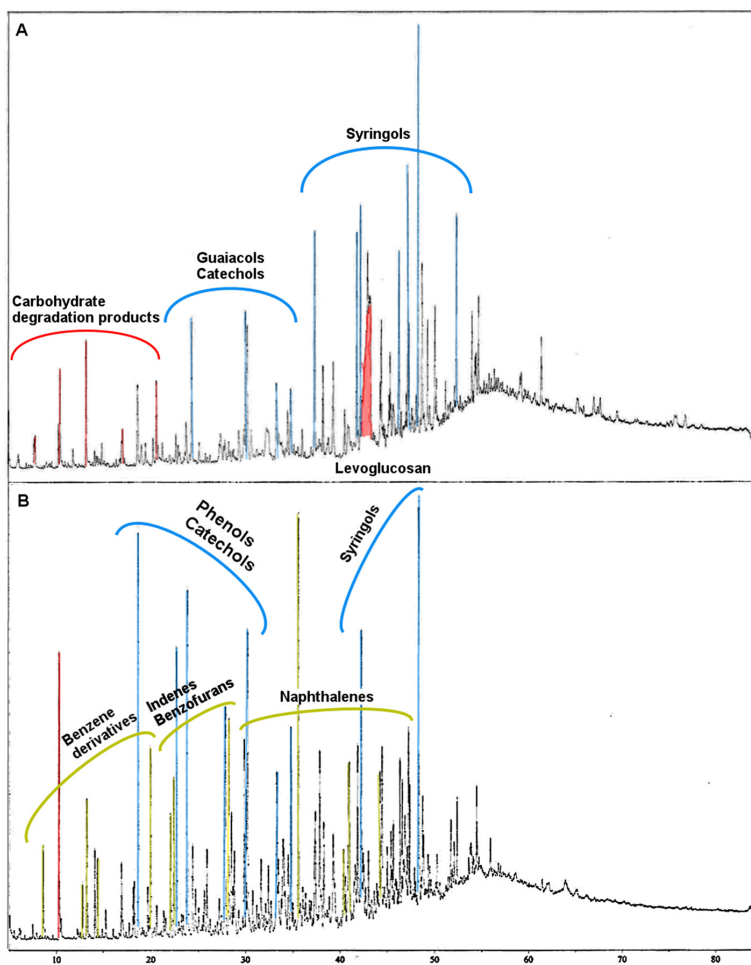 A
Syringols
Guaiacols
Catechols
Carbohydrate
degradation products
Levoglucosan
B
Phenols
Catechols
Syringols
Indenes
Benzofurans
Naphthalenes
Benzene
derivatives
10 20 30 40 50 60 70 80